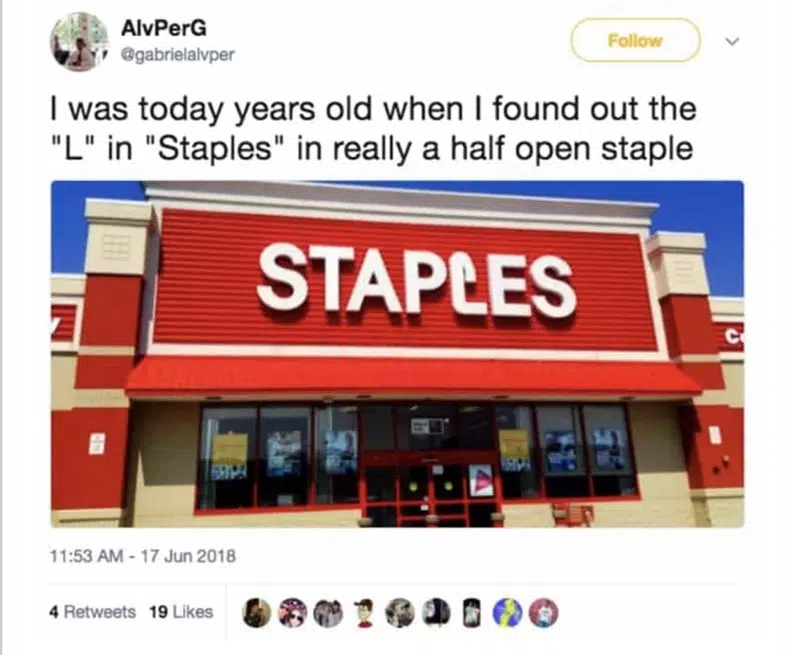 AlvPerG
@gabrielalvper
Follow
I was today years old when I found out the
"L" in "Staples" in really a half open staple
STAPLES
11:53 AM - 17 Jun 2018
4 Retweets 19 Likes